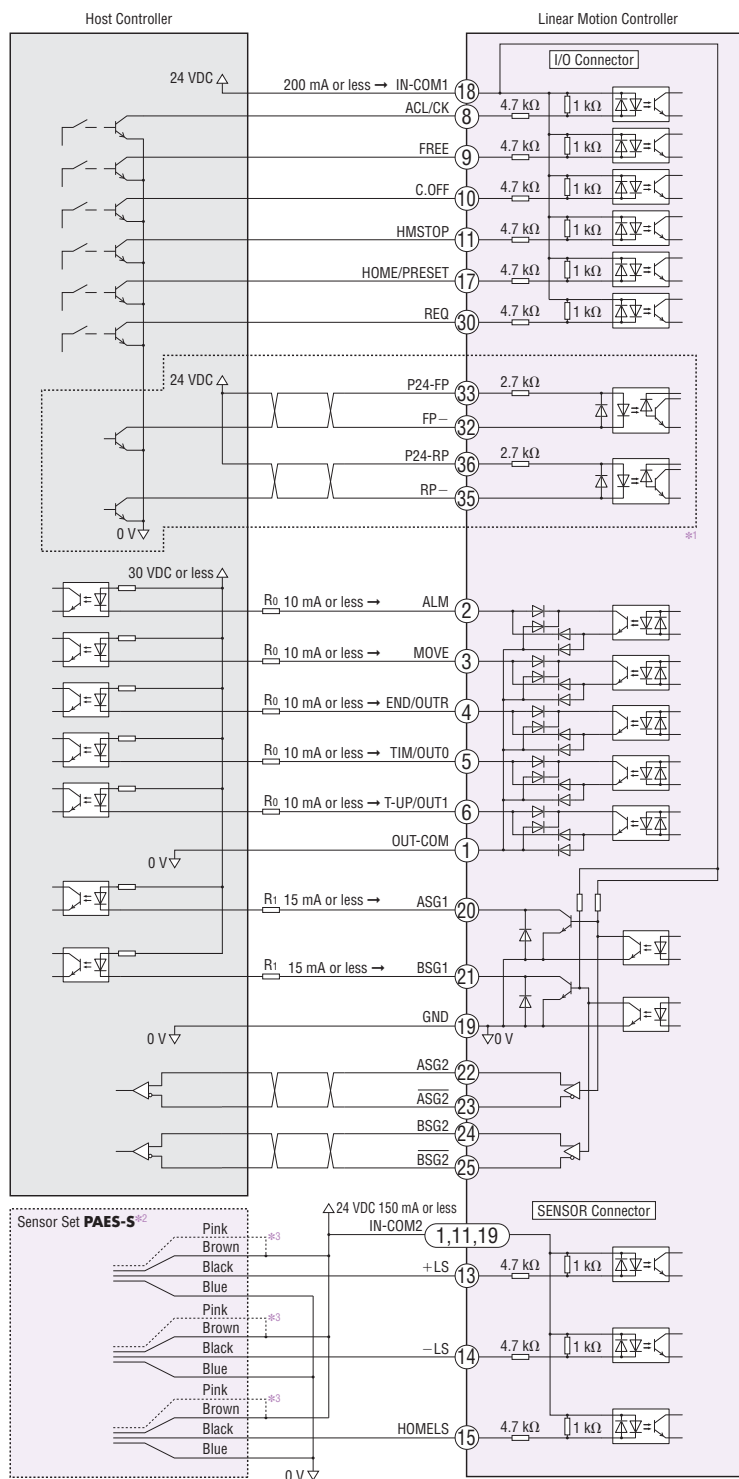 Host Controller
Linear Motion Controller
I/O Connector
24 VDC
200 mA or less → IN-COM1
18
ACL/CK
8
4.7 kΩ
1 kΩ
FREE
9
4.7 kΩ
1 kΩ
C.OFF
10
4.7 kΩ
1 kΩ
HMSTOP
11
4.7 kΩ
1 kΩ
HOME/PRESET
17
4.7 kΩ
1 kΩ
REQ
30
4.7 kΩ
1 kΩ
24 VDC
P24-FP
33
2.7 kΩ
FP−
32
P24-RP
36
2.7 kΩ
RP−
35
0 V
*1
30 VDC or less
R0 10 mA or less → ALM
2
R0 10 mA or less → MOVE
3
R0 10 mA or less → END/OUTR
4
R0 10 mA or less → TIM/OUT0
5
R0 10 mA or less → T-UP/OUT1
6
OUT-COM
1
0 V
R1 15 mA or less → ASG1
20
R1 15 mA or less → BSG1
21
GND
19
0 V
0 V
ASG2
22
ASG2
23
BSG2
24
BSG2
25
Sensor Set PAES-S*2
24 VDC 150 mA or less
SENSOR Connector
IN-COM2
1,11,19
Pink
*3
Brown
Black
+LS
13
4.7 kΩ
1 kΩ
Blue
Pink
*3
Brown
Black
−LS
14
4.7 kΩ
1 kΩ
Blue
Pink
*3
Brown
Black
HOMELS
15
4.7 kΩ
1 kΩ
Blue
0 V